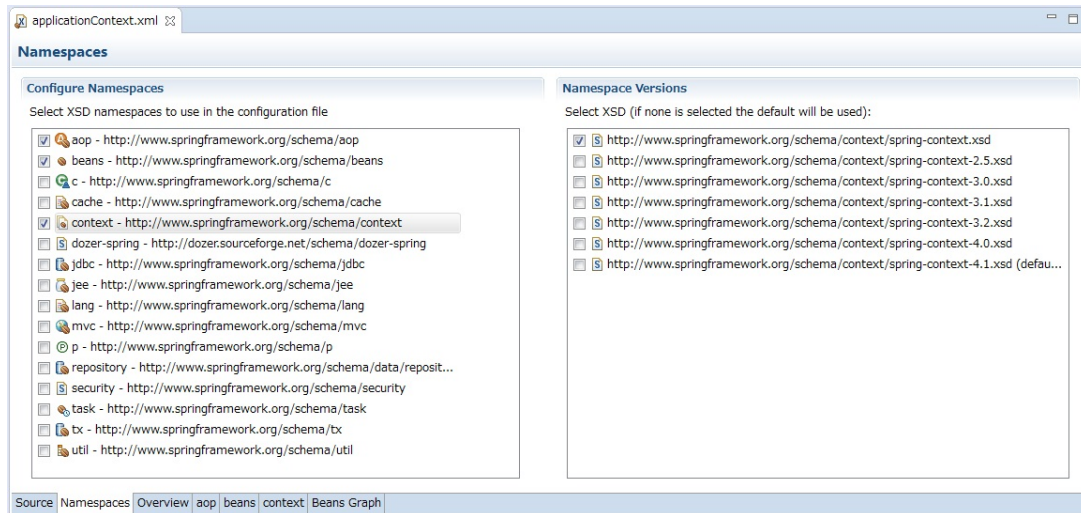 applicationContext.xml
Namespaces
Configure Namespaces
Select XSD namespaces to use in the configuration file
aop - http://www.springframework.org/schema/aop
beans - http://www.springframework.org/schema/beans
c - http://www.springframework.org/schema/c
cache - http://www.springframework.org/schema/cache
context - http://www.springframework.org/schema/context
dozer-spring - http://dozer.sourceforge.net/schema/dozer-spring
jdbc - http://www.springframework.org/schema/jdbc
jee - http://www.springframework.org/schema/jee
lang - http://www.springframework.org/schema/lang
mvc - http://www.springframework.org/schema/mvc
p - http://www.springframework.org/schema/p
repository - http://www.springframework.org/schema/data/reposit...
security - http://www.springframework.org/schema/security
task - http://www.springframework.org/schema/task
tx - http://www.springframework.org/schema/tx
util - http://www.springframework.org/schema/util
Namespace Versions
Select XSD (if none is selected the default will be used):
http://www.springframework.org/schema/context/spring-context.xsd
http://www.springframework.org/schema/context/spring-context-2.5.xsd
http://www.springframework.org/schema/context/spring-context-3.0.xsd
http://www.springframework.org/schema/context/spring-context-3.1.xsd
http://www.springframework.org/schema/context/spring-context-3.2.xsd
http://www.springframework.org/schema/context/spring-context-4.0.xsd
http://www.springframework.org/schema/context/spring-context-4.1.xsd (defau...
Source Namespaces Overview aop beans context Beans Graph